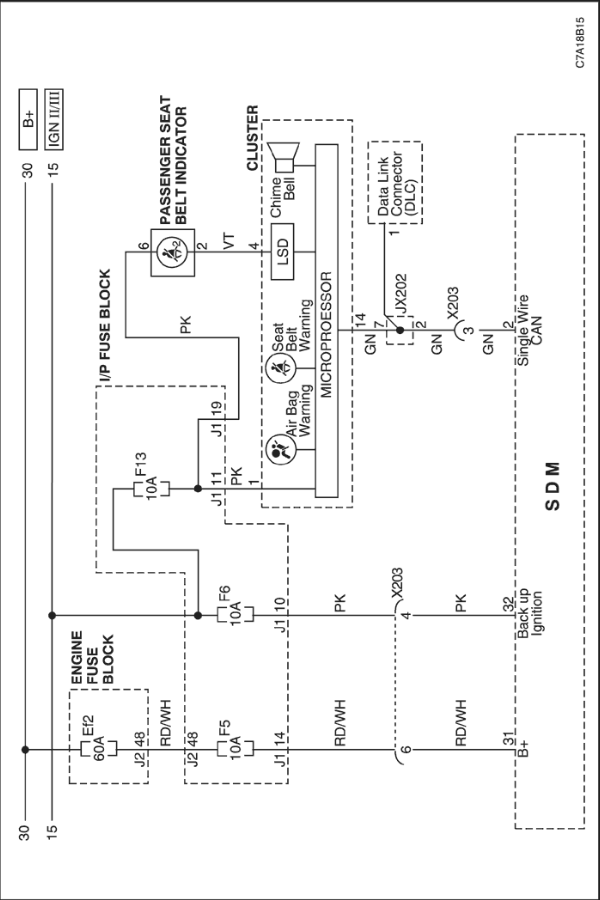 30
30
B+
15
15
IGN II/III
ENGINE
FUSE
BLOCK
Ef2
60A
J2 48
RD/WH
J2 48
I/P FUSE BLOCK
F13
10A
F5
10A
F6
10A
J1 14
J1 10
J1 11
J1 19
PK
PK
PASSENGER SEAT
BELT INDICATOR
6
2
VT
CLUSTER
1
4
Air Bag
Warning
Seat
Belt
Warning
LSD
Chime
Bell
MICROPROESSOR
RD/WH
PK
GN
14
7
JX202
2
Data Link
Connector
(DLC)
1
6
4
X203
GN
X203
3
RD/WH
PK
GN
31
B+
32
Back up
Ignition
2
Single Wire
CAN
S D M
C7A18B15